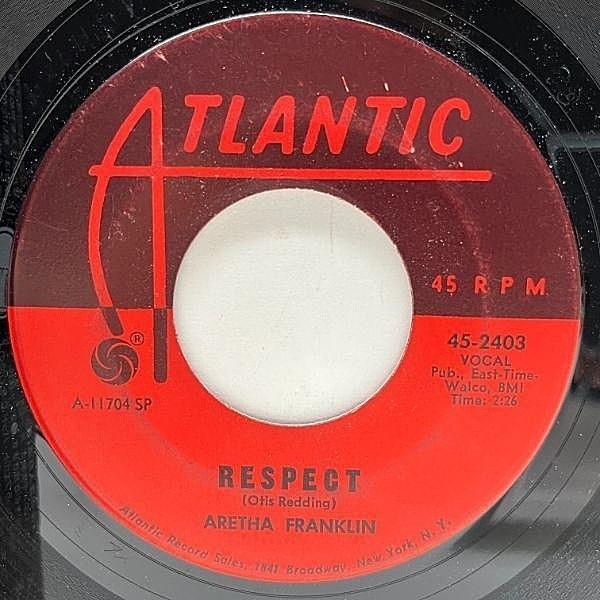 ATLANTIC
45 RPM
®
45-2403
VOCAL
Pub., East-Time-
Walco, BMI
Time: 2:26
A-11704 SP
RESPECT
(Otis Redding)
ARETHA FRANKLIN
Atlantic Record Sales, 1841 Broadway, New York, N. Y.